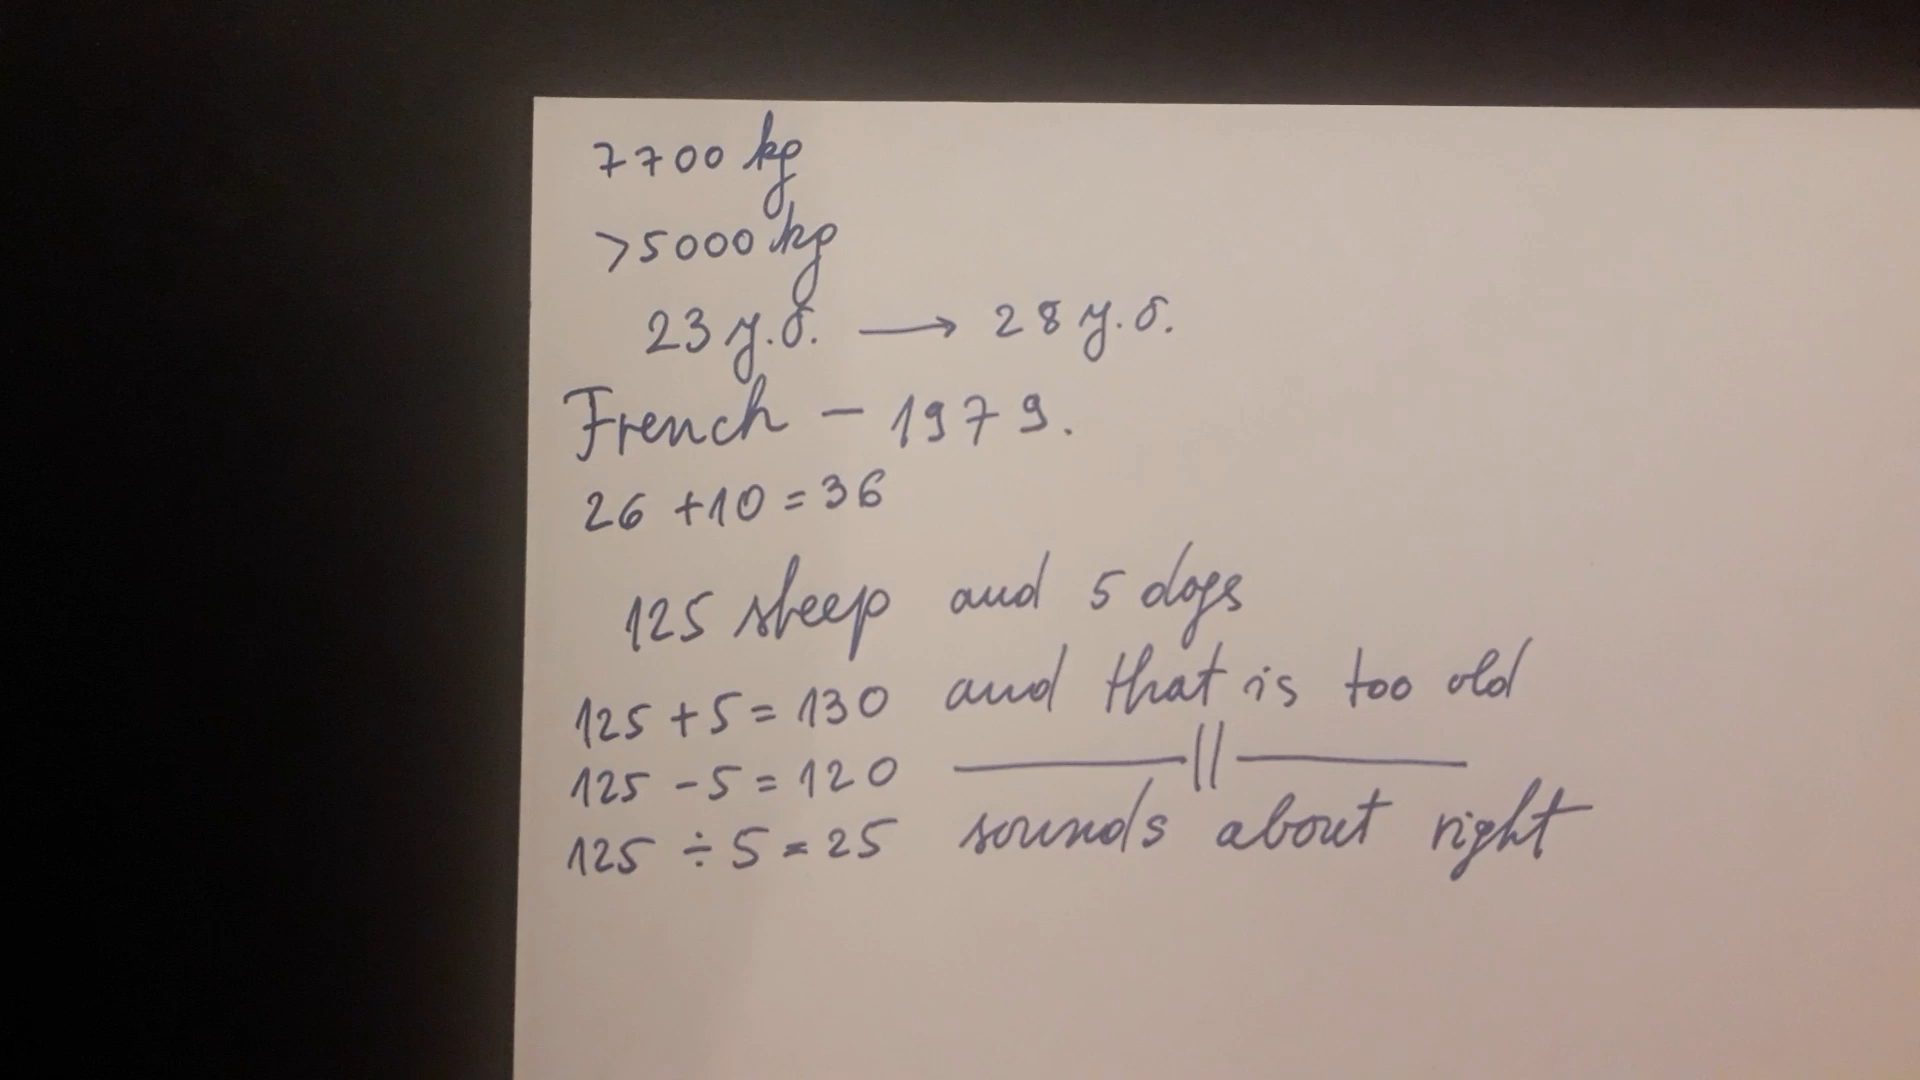 7700 kg
>5000 kg
23 y.o. → 28 y.o.
French – 1979.
26 + 10 = 36
125 sheep and 5 dogs
125 + 5 = 130 and that is too old
125 - 5 = 120 —||—
125 ÷ 5 = 25 sounds about right